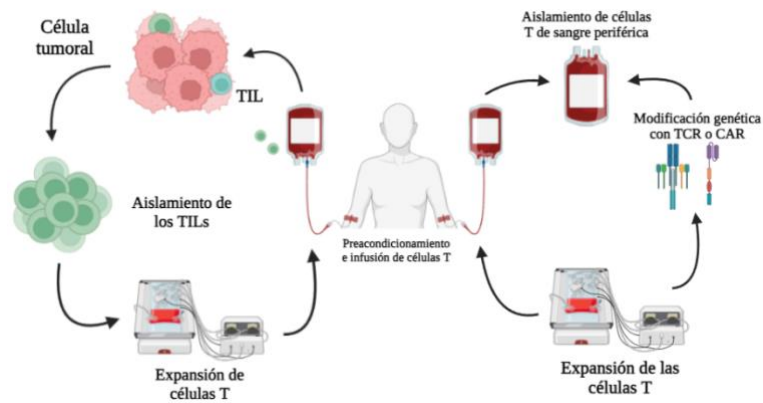 Célula
tumoral
TIL
Aislamiento de
los TILs
Expansión de
células T
Preacondicionamiento
e infusión de células T
Aislamiento de células
T de sangre periférica
Modificación genética
con TCR o CAR
Expansión de las
células T